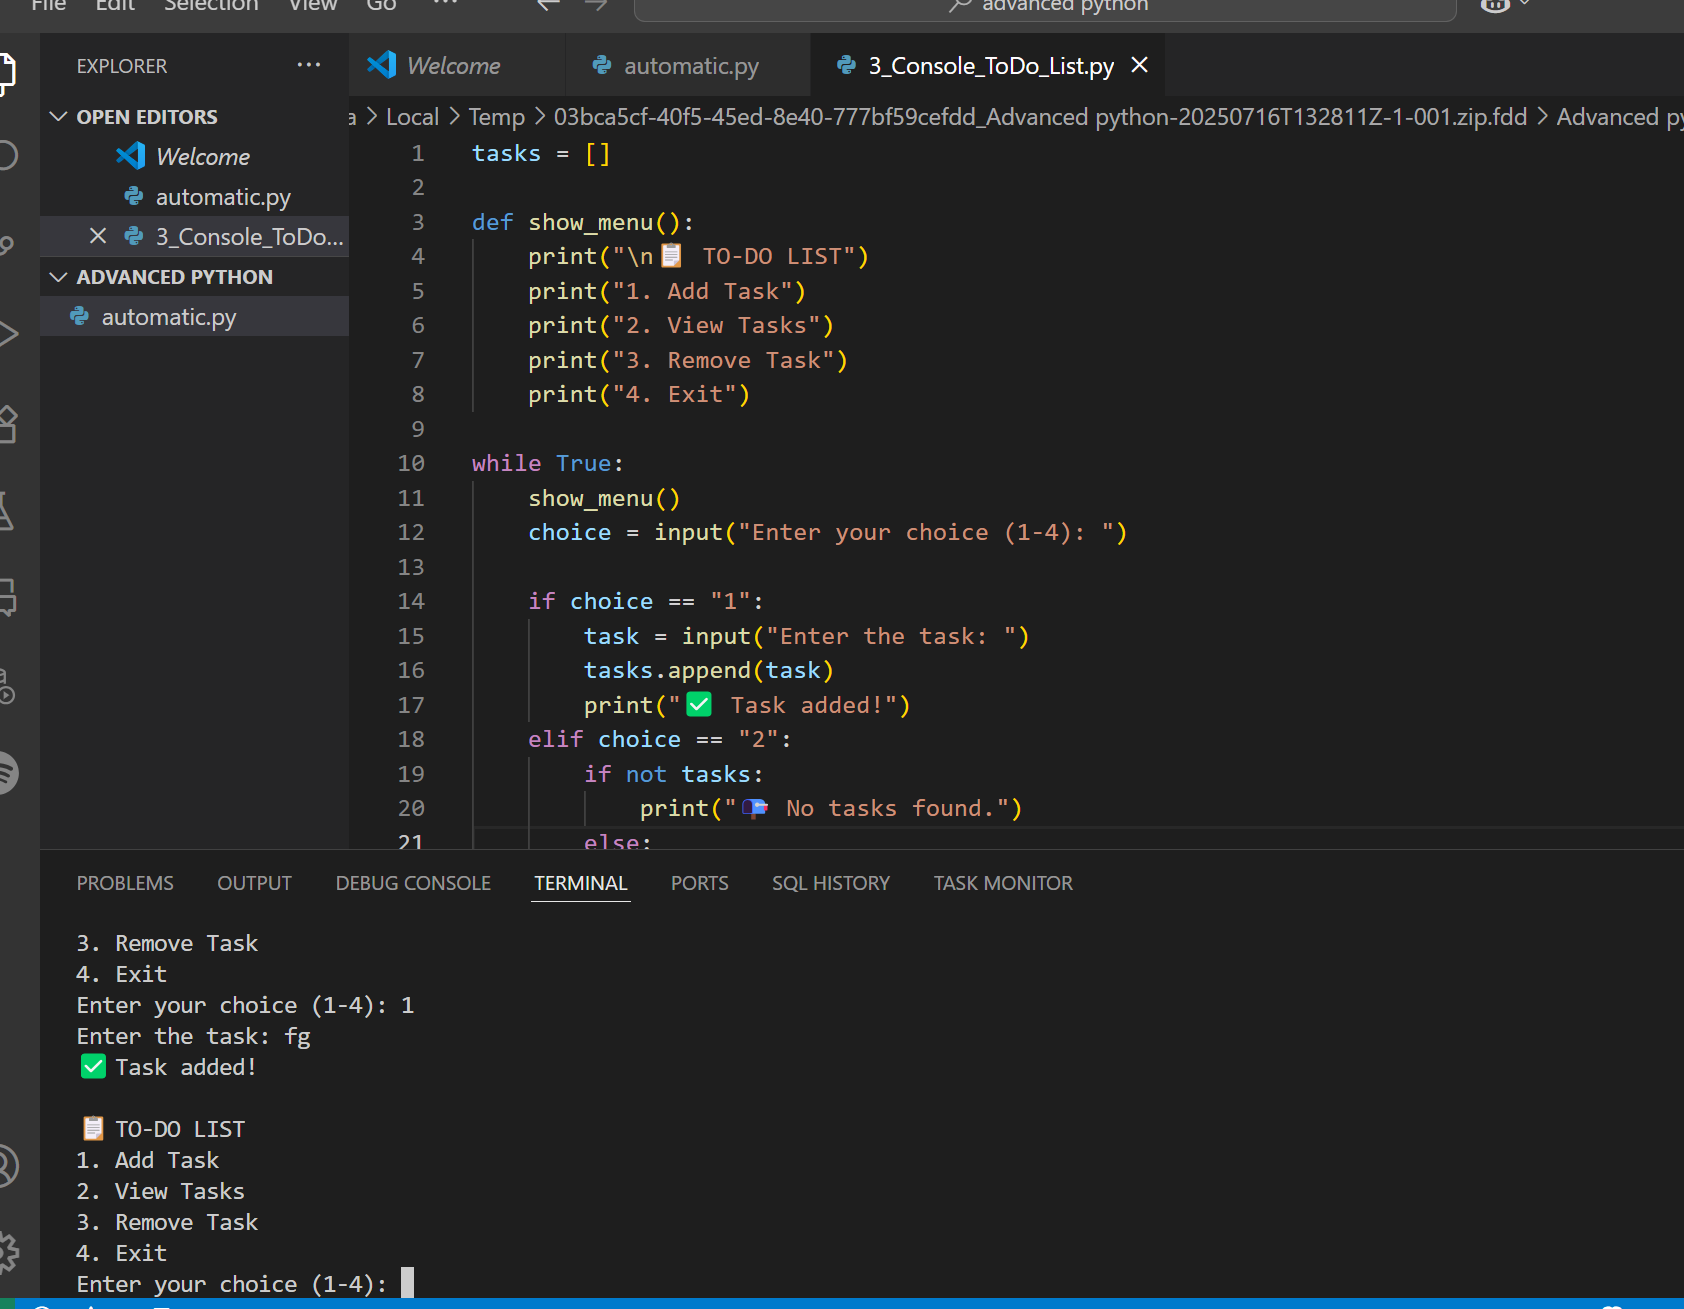 File Edit Selection View Go ··· advanced python
EXPLORER ···
OPEN EDITORS
Welcome
automatic.py
3_Console_ToDo...
ADVANCED PYTHON
automatic.py
Welcome automatic.py 3_Console_ToDo_List.py
a > Local > Temp > 03bca5cf-40f5-45ed-8e40-777bf59cefdd_Advanced python-20250716T132811Z-1-001.zip.fdd > Advanced py
1 tasks = []
2
3 def show_menu():
4     print("\n📋 TO-DO LIST")
5     print("1. Add Task")
6     print("2. View Tasks")
7     print("3. Remove Task")
8     print("4. Exit")
9
10 while True:
11     show_menu()
12     choice = input("Enter your choice (1-4): ")
13
14     if choice == "1":
15         task = input("Enter the task: ")
16         tasks.append(task)
17         print("✅ Task added!")
18     elif choice == "2":
19         if not tasks:
20             print("📭 No tasks found.")
21         else:
PROBLEMS OUTPUT DEBUG CONSOLE TERMINAL PORTS SQL HISTORY TASK MONITOR
3. Remove Task
4. Exit
Enter your choice (1-4): 1
Enter the task: fg
✅ Task added!
📋 TO-DO LIST
1. Add Task
2. View Tasks
3. Remove Task
4. Exit
Enter your choice (1-4):